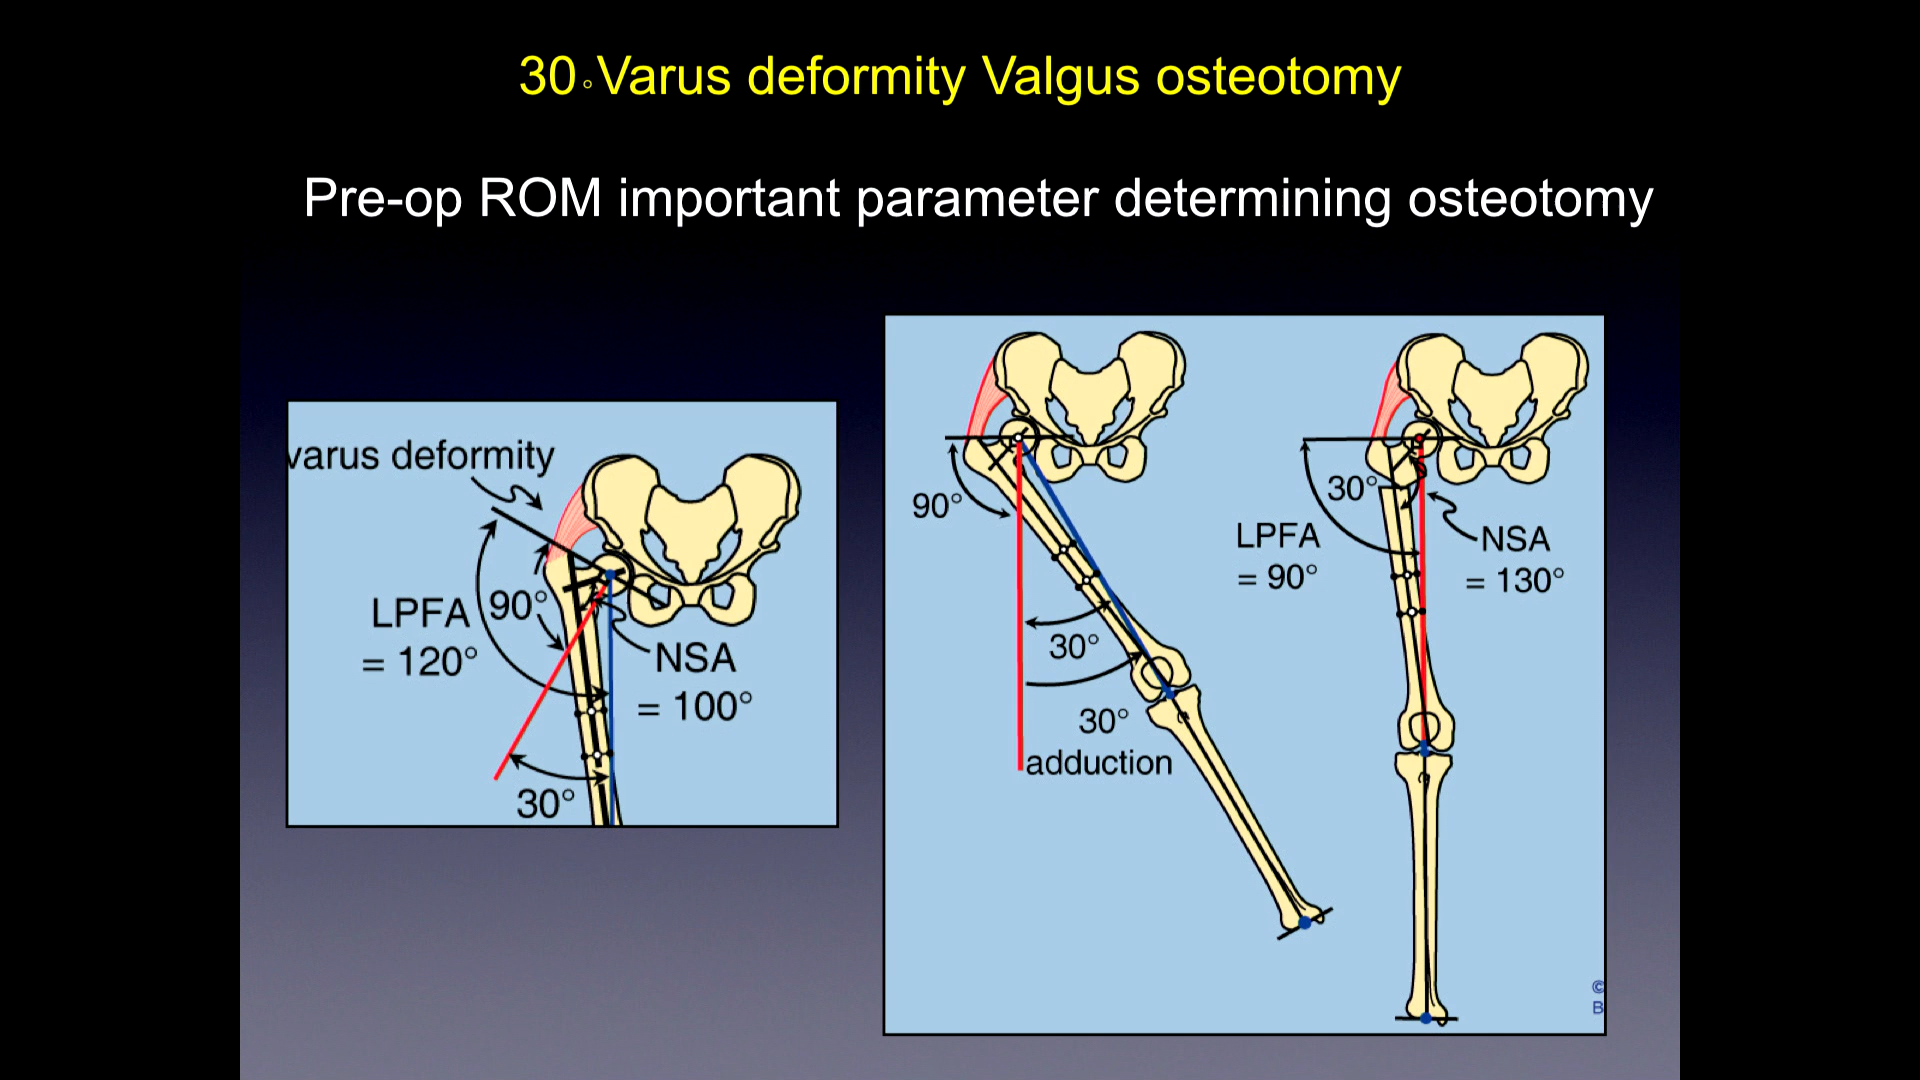 30°Varus deformity Valgus osteotomy
Pre-op ROM important parameter determining osteotomy
varus deformity
LPFA
= 120°
90°
NSA
= 100°
30°
90°
30°
30°
adduction
30°
LPFA
= 90°
NSA
= 130°
©
B